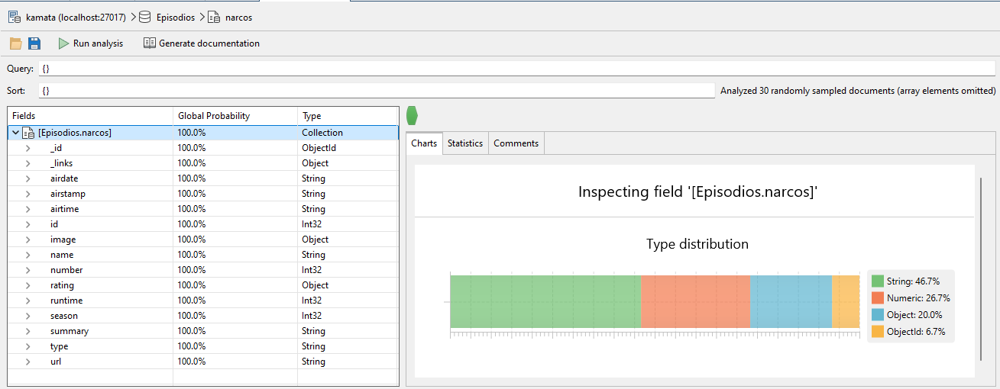 kamata (localhost:27017) Episodios narcos
Run analysis Generate documentation
Query: {}
Sort: {} Analyzed 30 randomly sampled documents (array elements omitted)
Fields Global Probability Type
[Episodios.narcos] 100.0% Collection
_id 100.0% ObjectId
_links 100.0% Object
airdate 100.0% String
airstamp 100.0% String
airtime 100.0% String
id 100.0% Int32
image 100.0% Object
name 100.0% String
number 100.0% Int32
rating 100.0% Object
runtime 100.0% Int32
season 100.0% Int32
summary 100.0% String
type 100.0% String
url 100.0% String
Charts Statistics Comments
Inspecting field '[Episodios.narcos]'
Type distribution
String: 46.7%
Numeric: 26.7%
Object: 20.0%
ObjectId: 6.7%